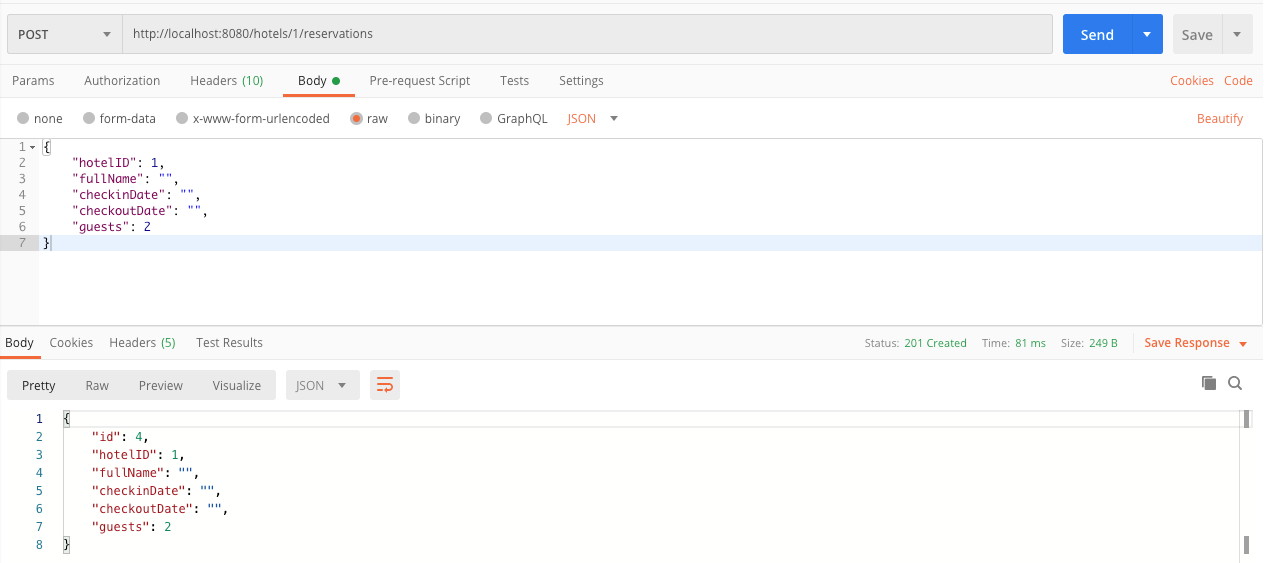 POST http://localhost:8080/hotels/1/reservations Send Save
Params Authorization Headers (10) Body Pre-request Script Tests Settings Cookies Code
none form-data x-www-form-urlencoded raw binary GraphQL JSON Beautify
1 {
2 "hotelID": 1,
3 "fullName": "",
4 "checkinDate": "",
5 "checkoutDate": "",
6 "guests": 2
7 }
Body Cookies Headers (5) Test Results Status: 201 Created Time: 81 ms Size: 249 B Save Response
Pretty Raw Preview Visualize JSON
1 {
2 "id": 4,
3 "hotelID": 1,
4 "fullName": "",
5 "checkinDate": "",
6 "checkoutDate": "",
7 "guests": 2
8 }